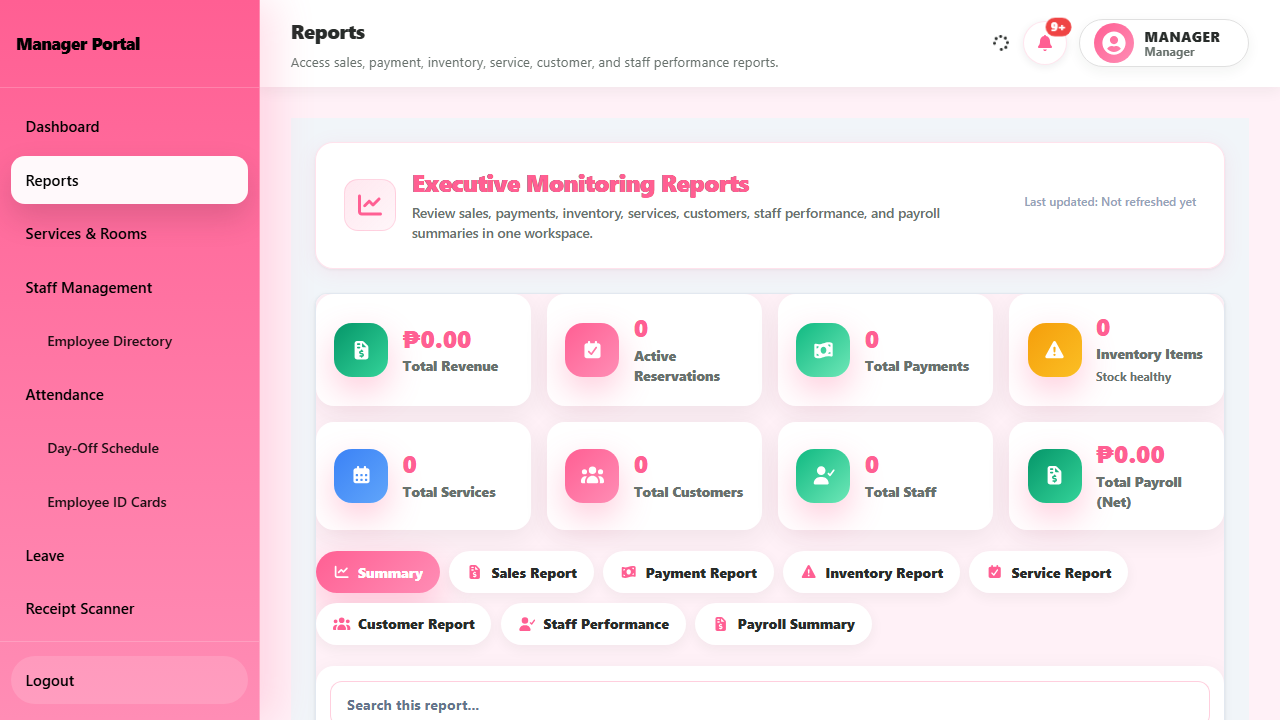 Manager Portal
Dashboard
Reports
Services & Rooms
Staff Management
Employee Directory
Attendance
Day-Off Schedule
Employee ID Cards
Leave
Receipt Scanner
Logout
Reports
Access sales, payment, inventory, service, customer, and staff performance reports.
9+
MANAGER
Manager
Executive Monitoring Reports
Review sales, payments, inventory, services, customers, staff performance, and payroll
summaries in one workspace.
Last updated: Not refreshed yet
₱0.00
Total Revenue
0
Active
Reservations
0
Total Payments
0
Inventory Items
Stock healthy
0
Total Services
0
Total Customers
0
Total Staff
₱0.00
Total Payroll
(Net)
Summary
Sales Report
Payment Report
Inventory Report
Service Report
Customer Report
Staff Performance
Payroll Summary
Search this report...